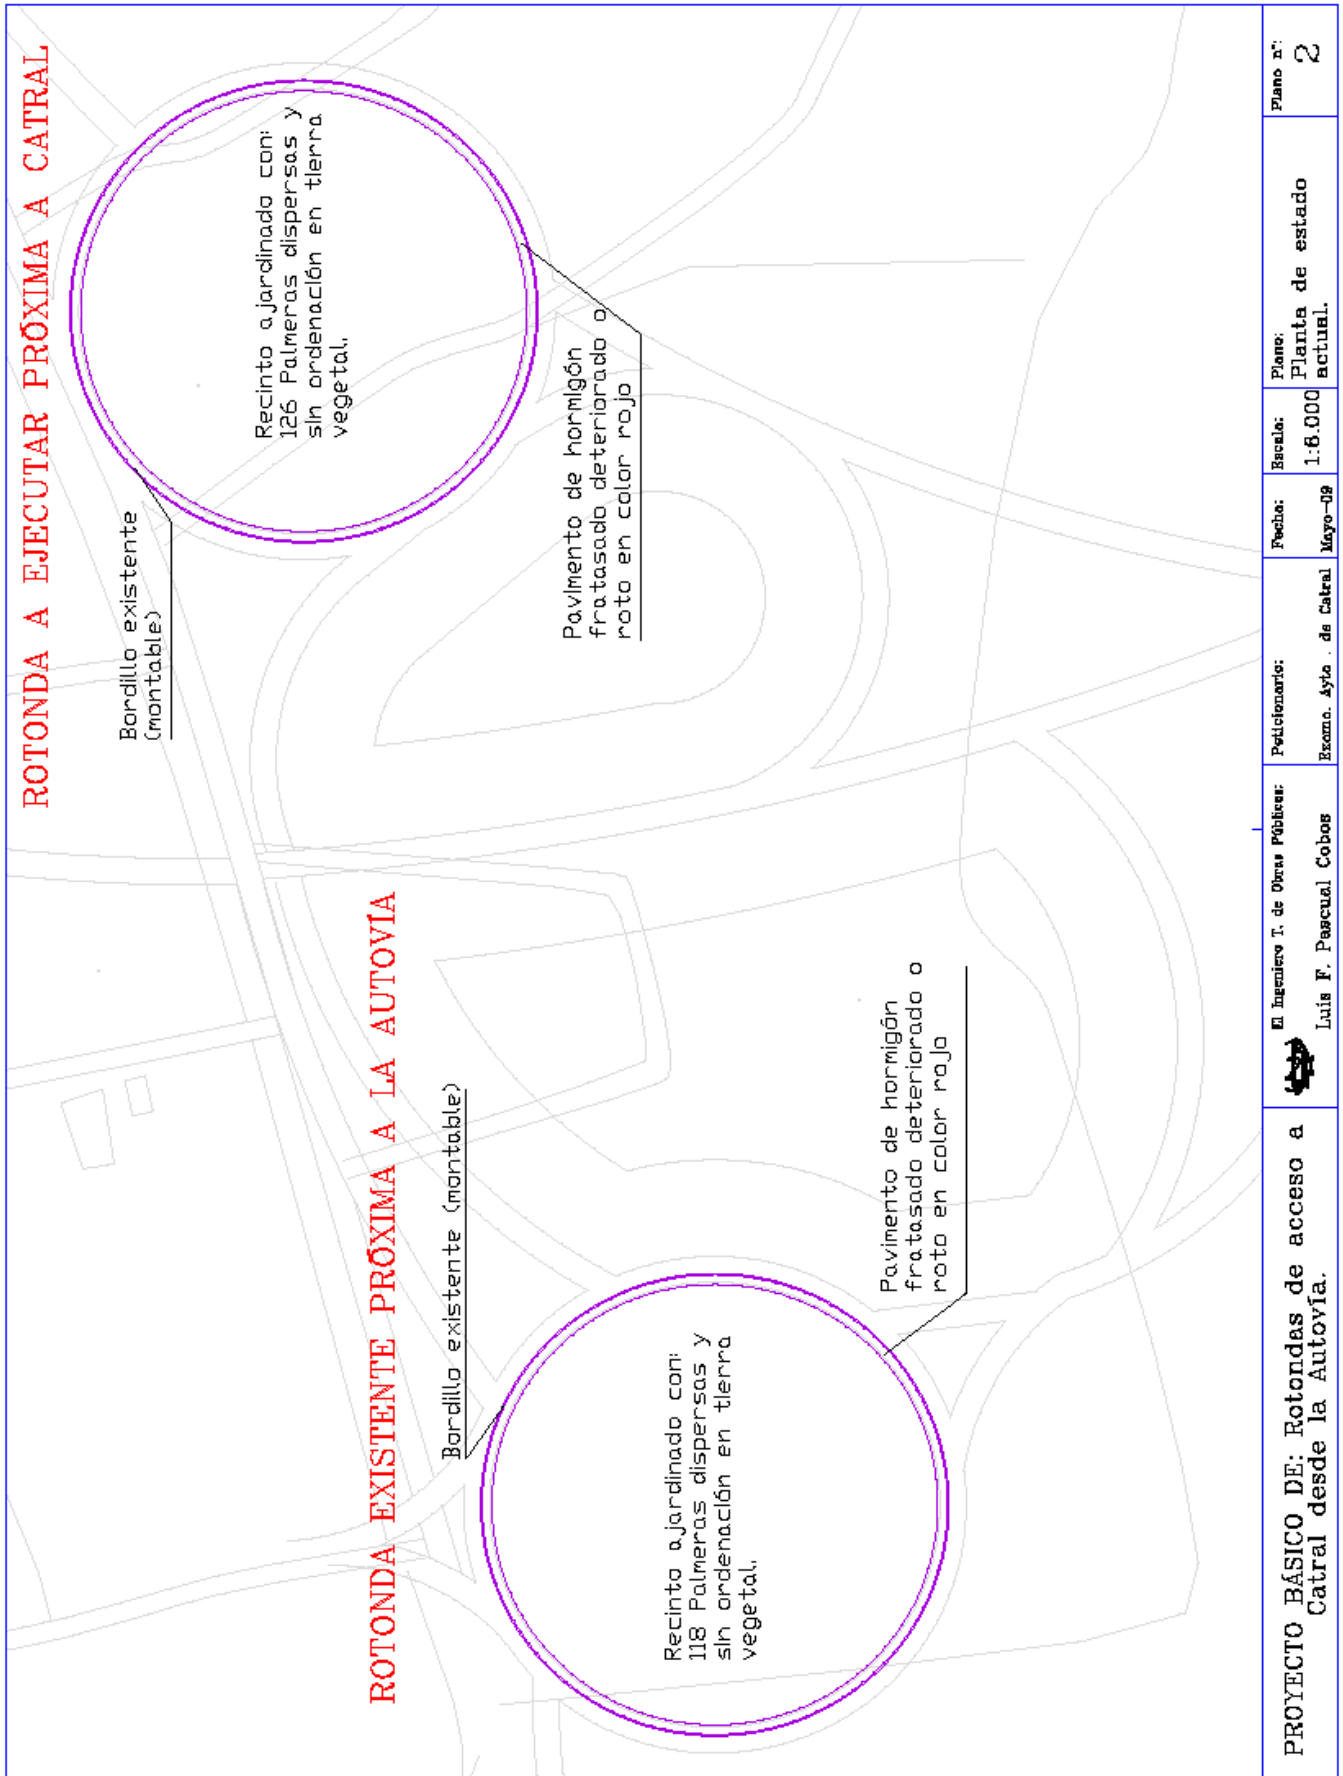 ROTONDA A EJECUTAR PRÓXIMA A CATRAL
Bordillo existente
(montable)
Recinto ajardinado con:
126 Palmeras dispersas y
sin ordenación en tierra
vegetal.
Pavimento de hormigón
fratasado deteriorado o
roto en color rojo
ROTONDA EXISTENTE PRÓXIMA A LA AUTOVÍA
Bordillo existente (montable)
Recinto ajardinado con:
118 Palmeras dispersas y
sin ordenación en tierra
vegetal.
Pavimento de hormigón
fratasado deteriorado o
roto en color rojo
PROYECTO BÁSICO DE: Rotondas de acceso a
Catral desde la Autovía.
El Ingeniero T. de Obras Públicas:
Luis F. Pascual Cobos
Peticionario:
Excmo. Ayto. de Catral
Fecha:
Mayo-09
Escala:
1:6.000
Plano:
Planta de estado
actual.
Plano nº:
2